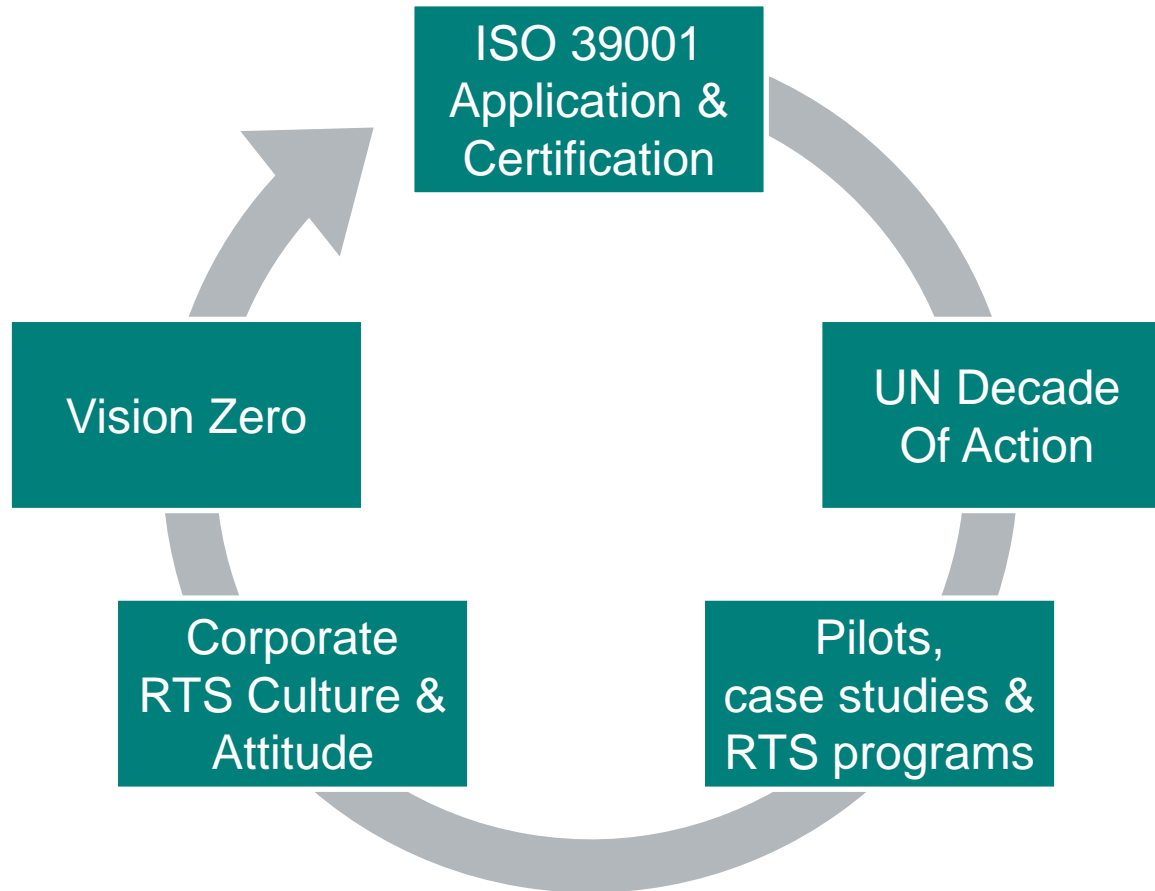 ISO 39001
Application &
Certification
UN Decade
Of Action
Pilots,
case studies &
RTS programs
Corporate
RTS Culture &
Attitude
Vision Zero